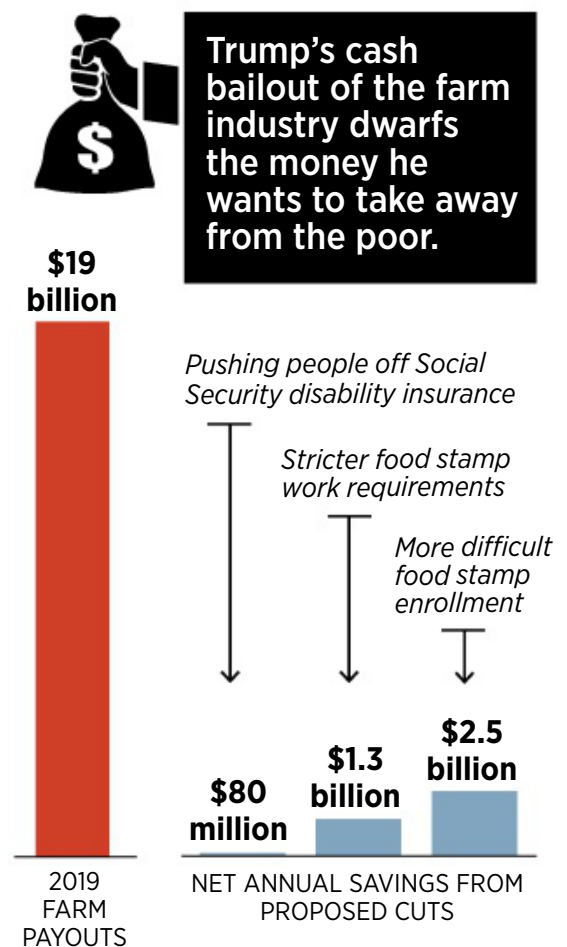 $
Trump’s cash
bailout of the farm
industry dwarfs
the money he
wants to take away
from the poor.
$19
billion
Pushing people off Social
Security disability insurance
Stricter food stamp
work requirements
More difficult
food stamp
enrollment
$80
million
$1.3
billion
$2.5
billion
2019
FARM
PAYOUTS
NET ANNUAL SAVINGS FROM
PROPOSED CUTS